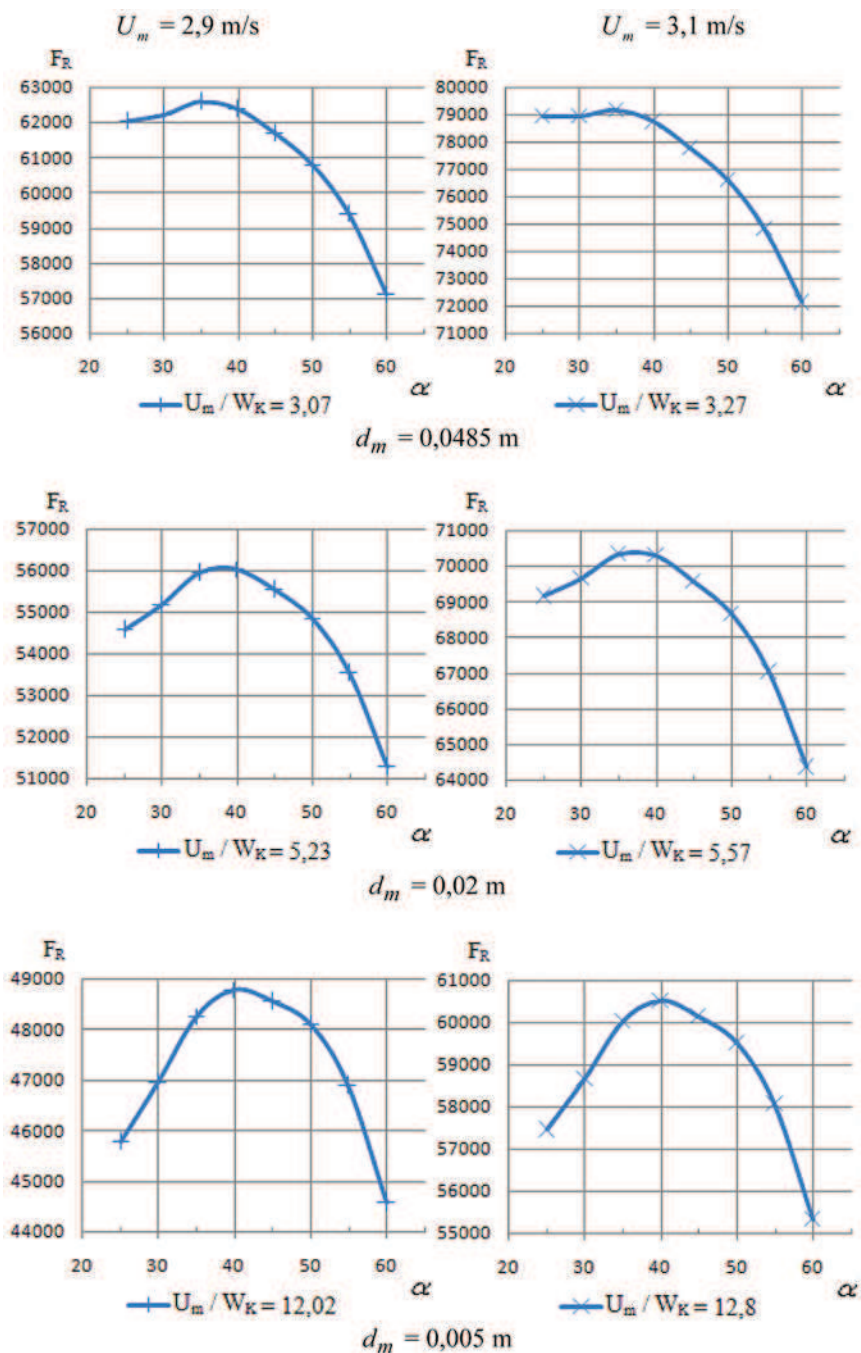 U_m = 2,9 m/s
U_m = 3,1 m/s
F_R
63000
62000
61000
60000
59000
58000
57000
56000
20 30 40 50 60
α
U_m / W_K = 3,07
F_R
80000
79000
78000
77000
76000
75000
74000
73000
72000
71000
20 30 40 50 60
α
U_m / W_K = 3,27
d_m = 0,0485 m
F_R
57000
56000
55000
54000
53000
52000
51000
20 30 40 50 60
α
U_m / W_K = 5,23
71000
70000
69000
68000
67000
66000
65000
64000
F_R
20 30 40 50 60
α
U_m / W_K = 5,57
d_m = 0,02 m
F_R
49000
48000
47000
46000
45000
44000
20 30 40 50 60
α
U_m / W_K = 12,02
F_R
61000
60000
59000
58000
57000
56000
55000
20 30 40 50 60
α
U_m / W_K = 12,8
d_m = 0,005 m